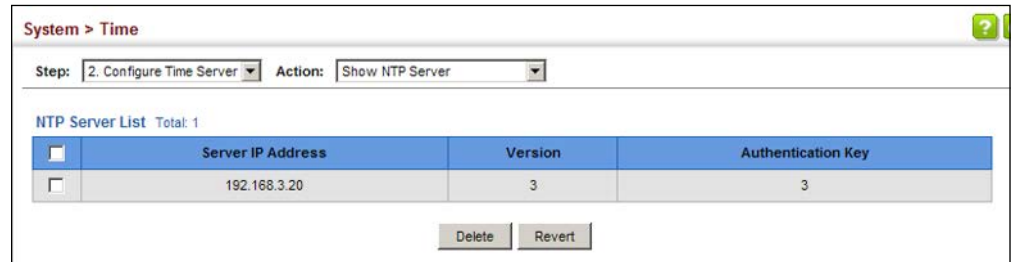 System > Time
?
Step: 2. Configure Time Server Action: Show NTP Server
NTP Server List Total: 1
Server IP Address Version Authentication Key
192.168.3.20 3 3
Delete Revert